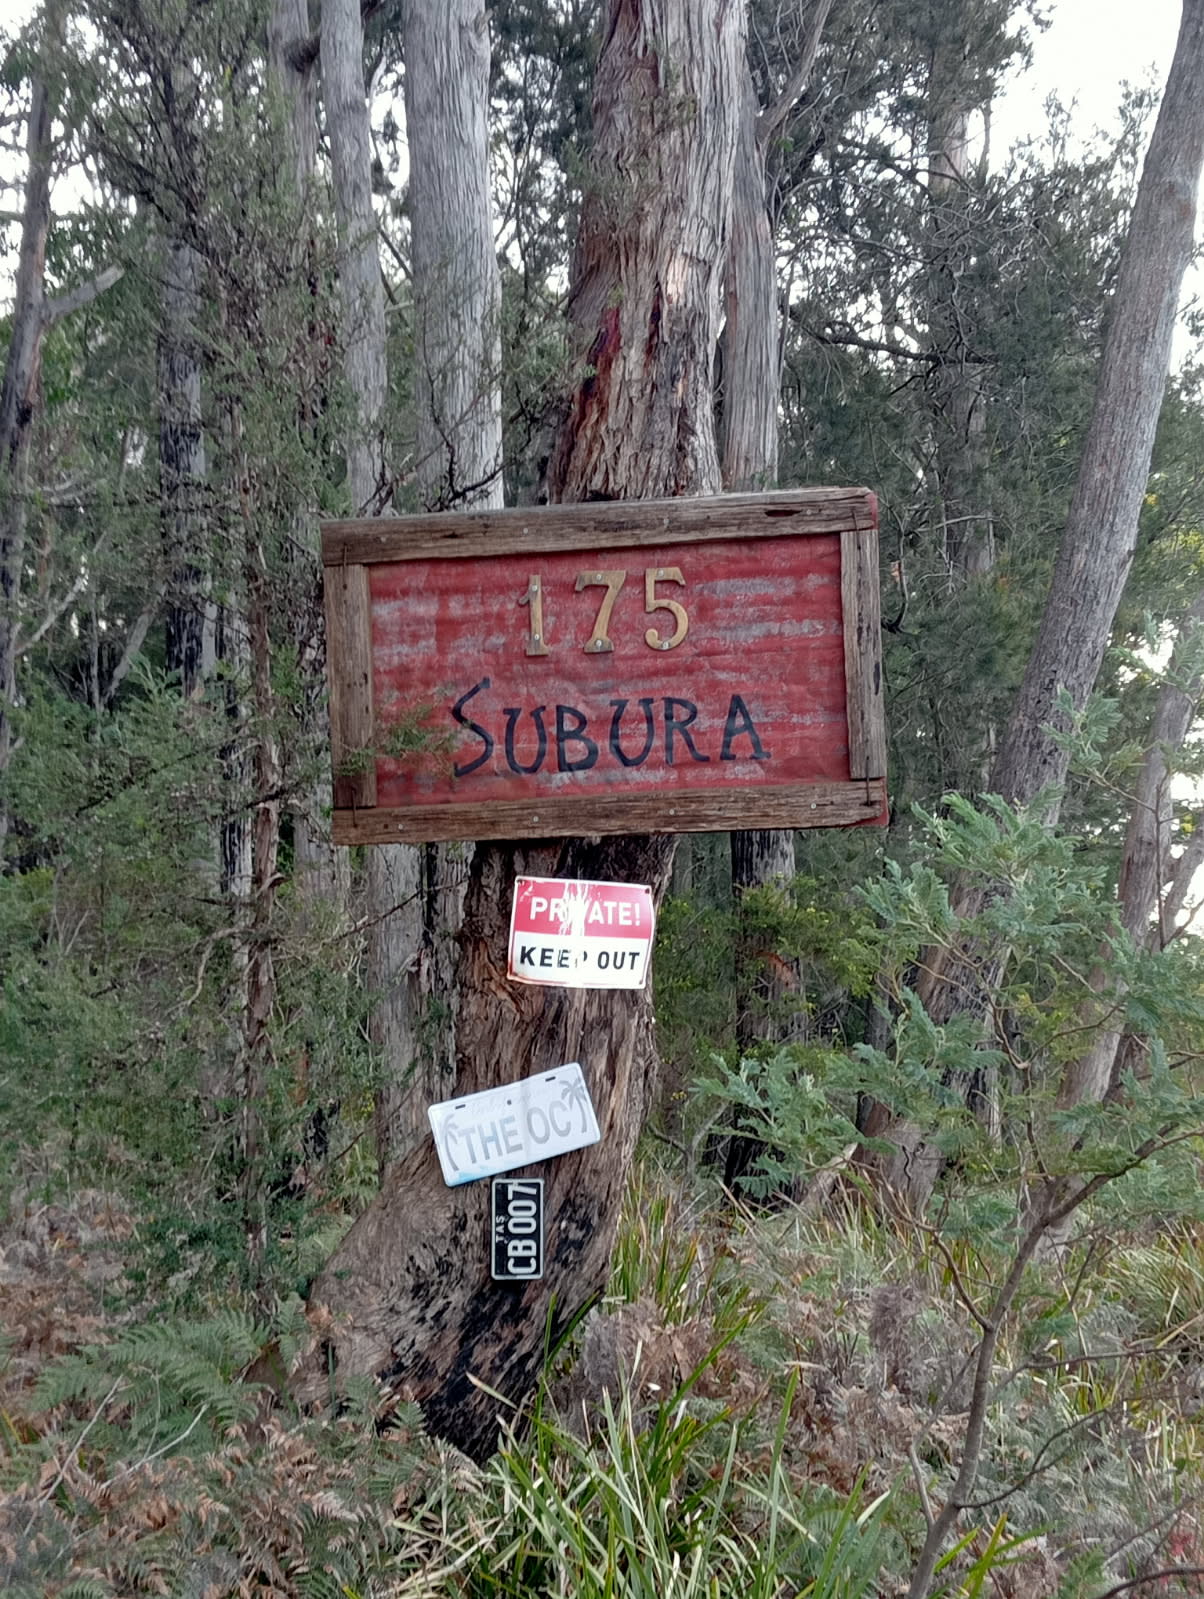 175
SUBURA
PRIVATE!
KEEP OUT
THE OC
TAS
CB 007